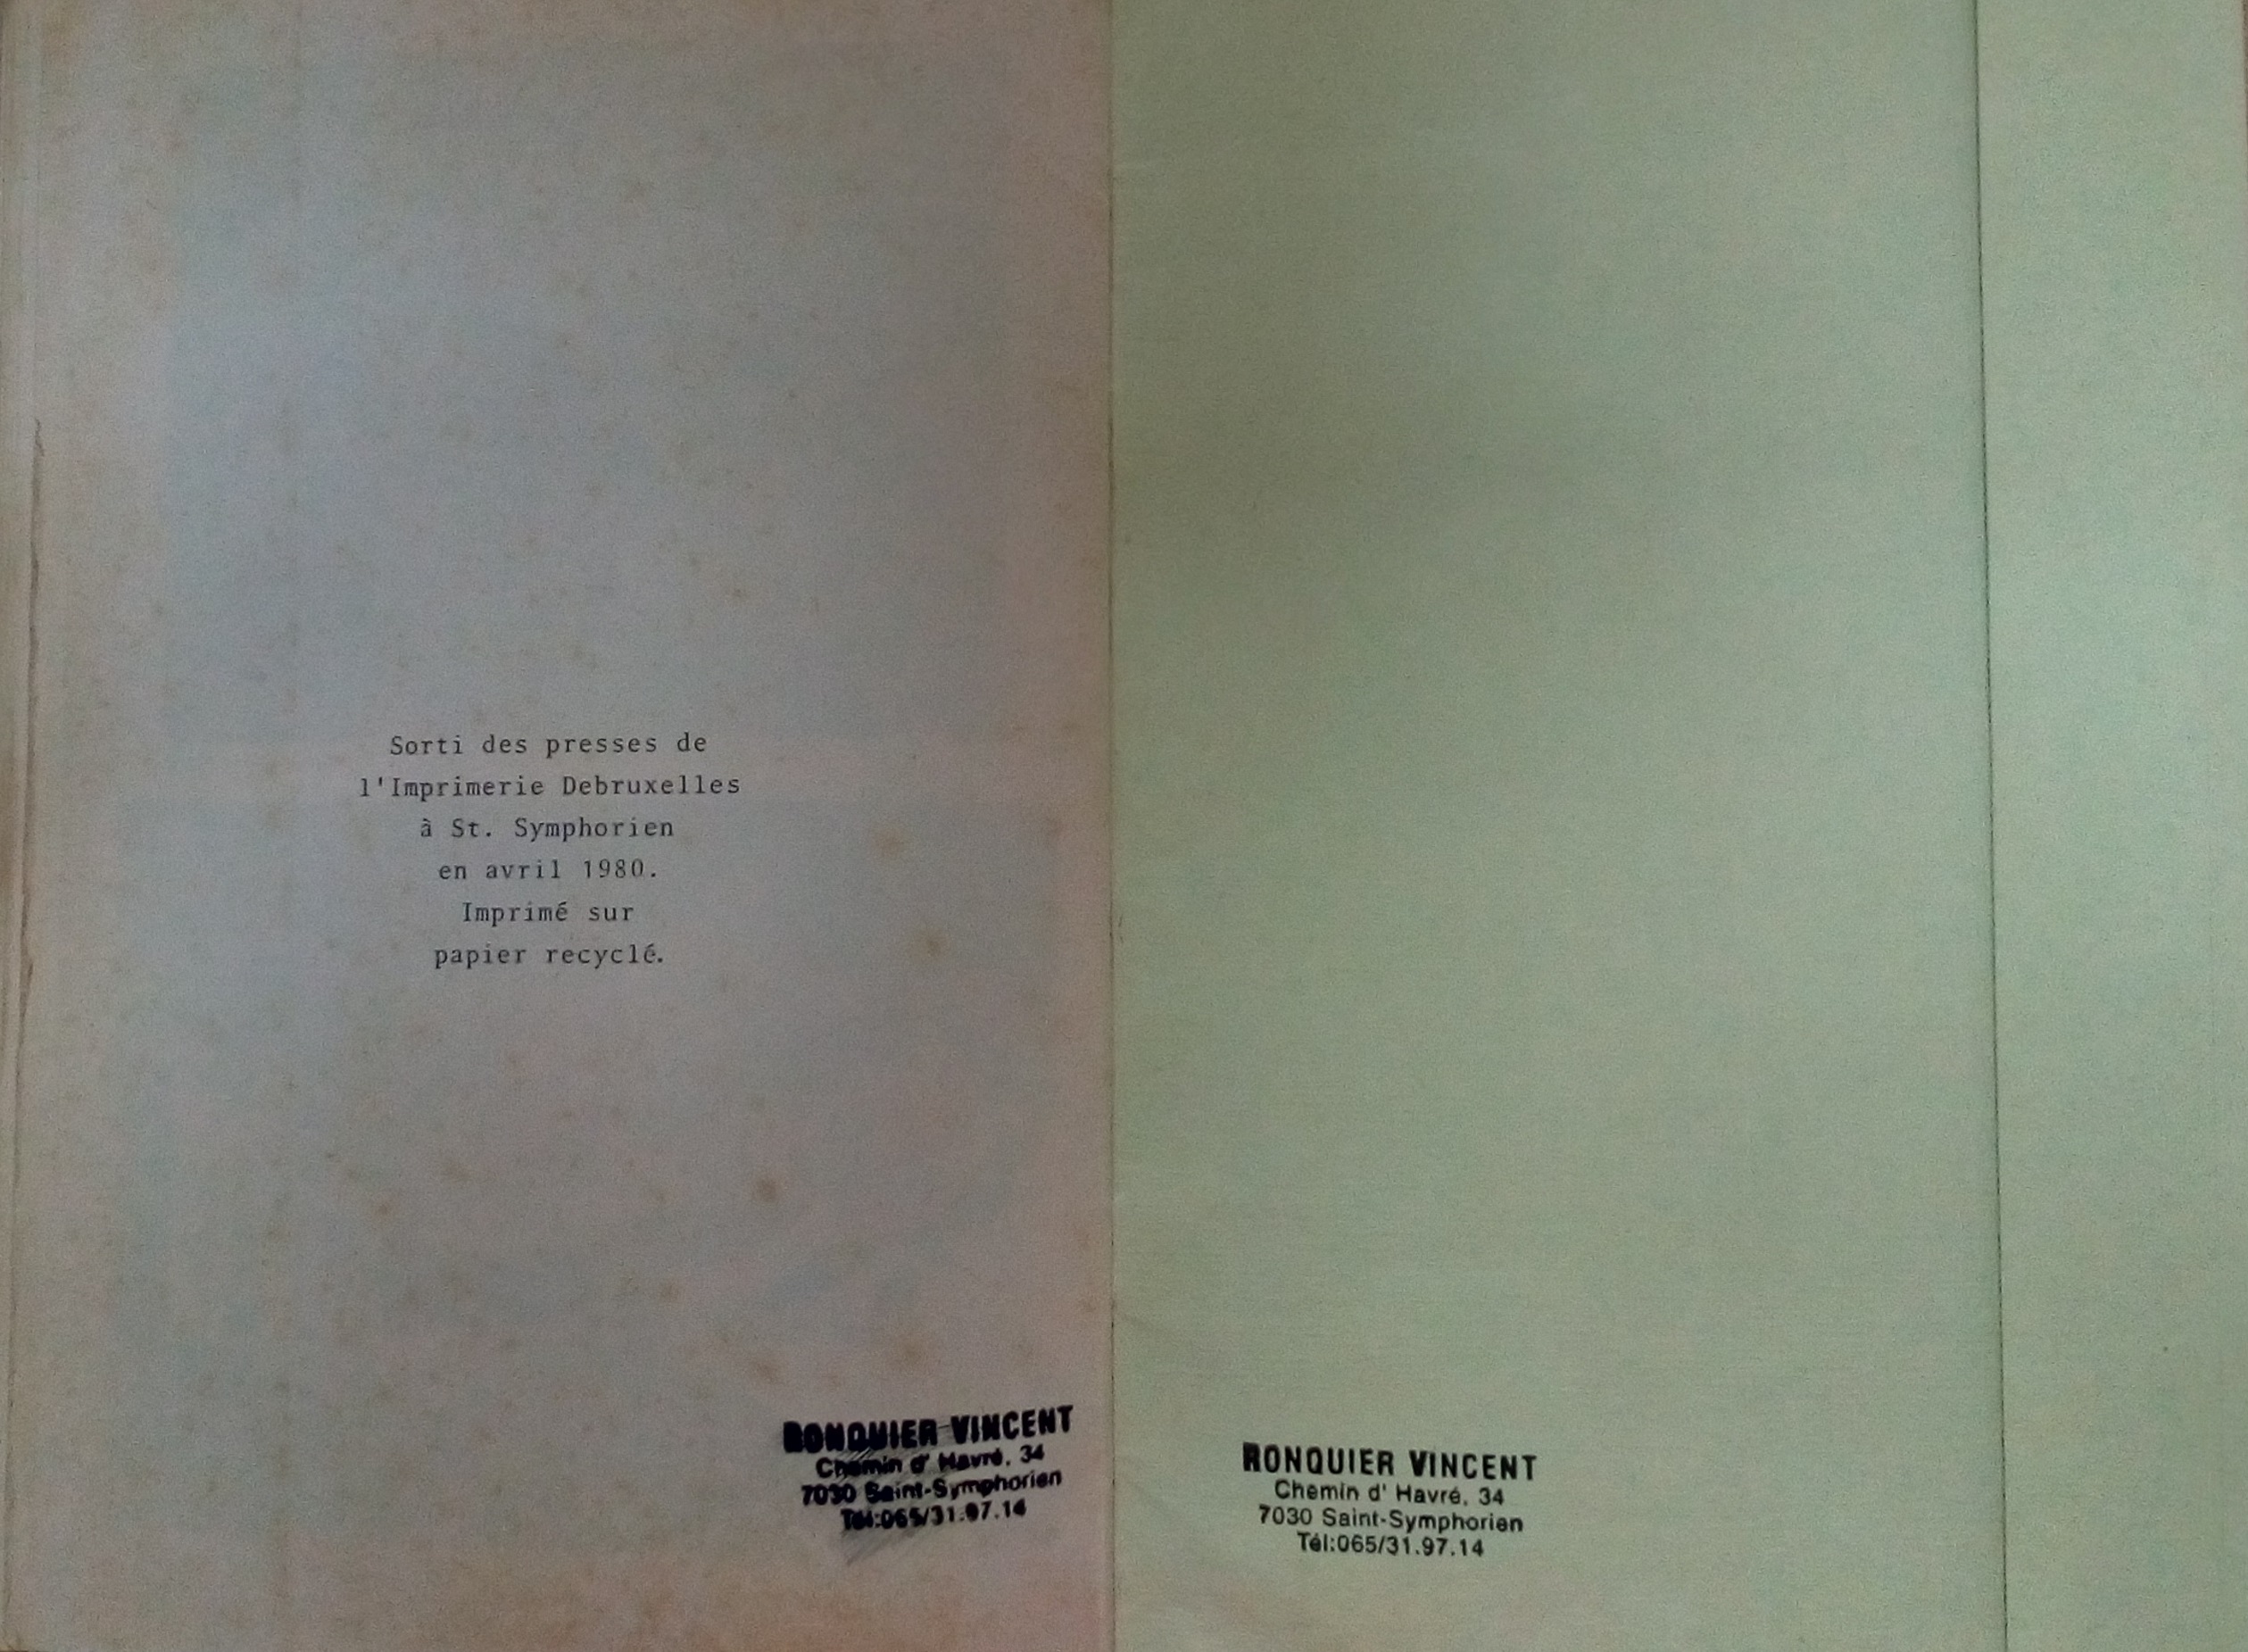 Sorti des presses de
l'Imprimerie Debruxelles
à St. Symphorien
en avril 1980.
Imprimé sur
papier recyclé.
RONQUIER VINCENT
Chemin d' Havré, 34
7030 Saint-Symphorien
Tél:065/31.97.14
RONQUIER VINCENT
Chemin d' Havré, 34
7030 Saint-Symphorien
Tél:065/31.97.14